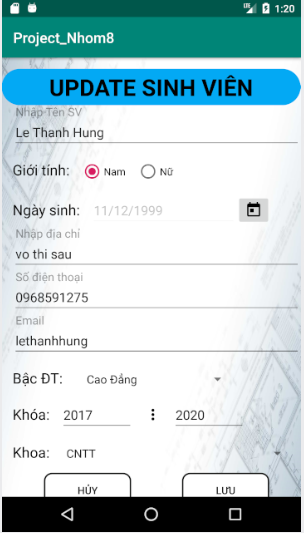 1:20
Project_Nhom8
UPDATE SINH VIÊN
Nhập Tên SV
Le Thanh Hung
Giới tính: Nam Nữ
Ngày sinh: 11/12/1999
Nhập địa chỉ
vo thi sau
Số điện thoại
0968591275
Email
lethanhhung
Bậc ĐT: Cao Đẳng
Khóa: 2017 : 2020
Khoa: CNTT
HỦY LƯU